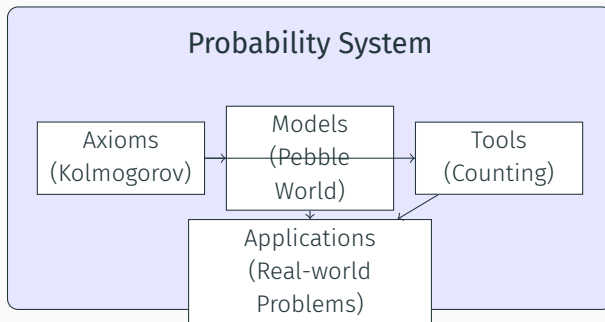 Probability System
Axioms
(Kolmogorov)
Models
(Pebble
World)
Tools
(Counting)
Applications
(Real-world
Problems)